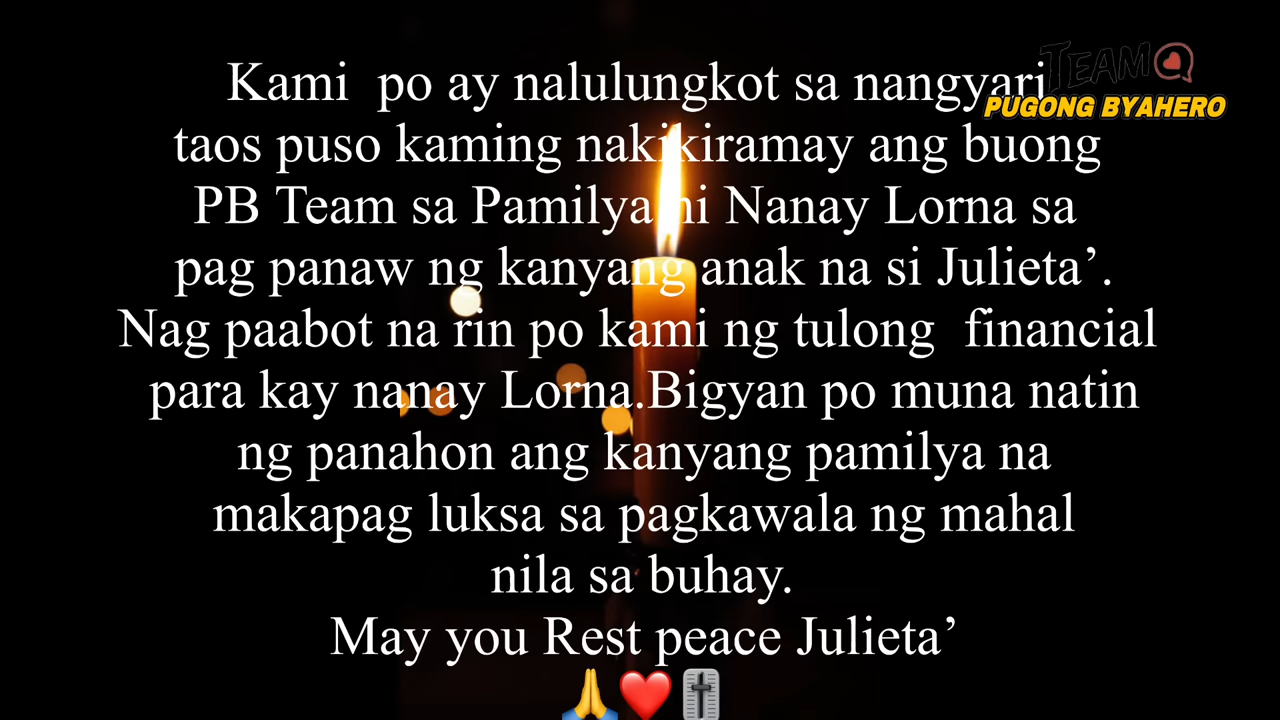 TEAM
PUGONG BYAHERO
Kami  po ay nalulungkot sa nangyari
taos puso kaming nakikiramay ang buong
PB Team sa Pamilya ni Nanay Lorna sa
pag panaw ng kanyang anak na si Julieta’.
Nag paabot na rin po kami ng tulong  financial
para kay nanay Lorna.Bigyan po muna natin
ng panahon ang kanyang pamilya na
makapag luksa sa pagkawala ng mahal
nila sa buhay.
May you Rest peace Julieta’
🙏❤️🎚️